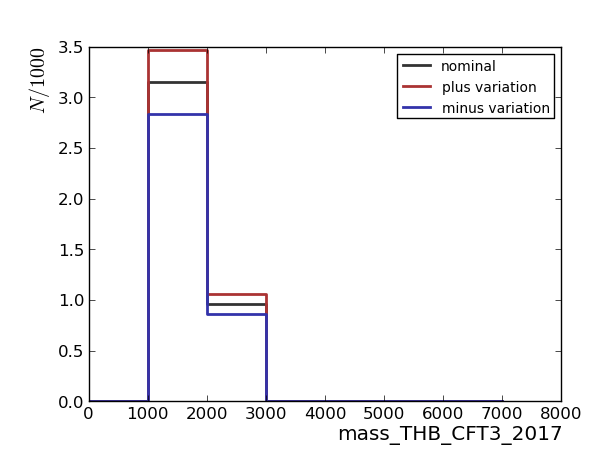 N/1000
3.5
3.0
2.5
2.0
1.5
1.0
0.5
0.0
nominal
plus variation
minus variation
0 1000 2000 3000 4000 5000 6000 7000 8000
mass_THB_CFT3_2017